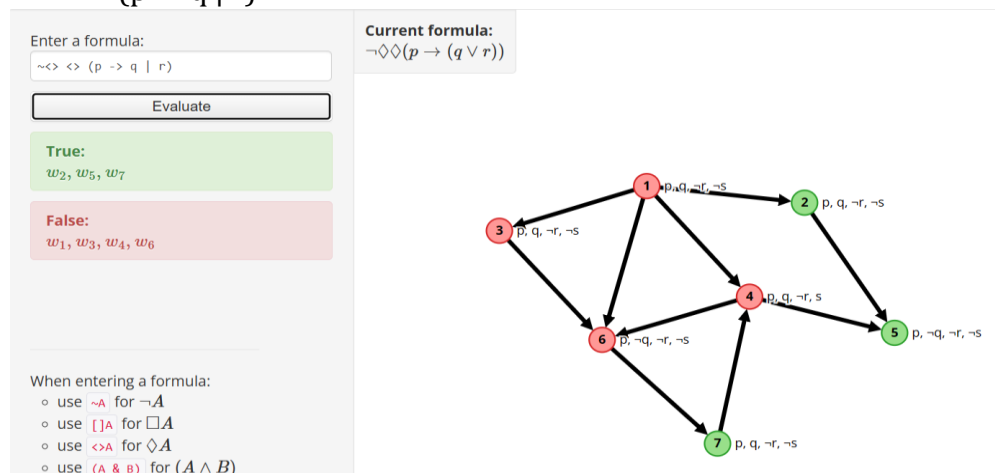 Enter a formula:
~<> <> (p -> q | r)
Evaluate
True:
w₂, w₅, w₇
False:
w₁, w₃, w₄, w₆
When entering a formula:
use ~A for ¬A
use []A for □A
use <>A for ◊A
use (A & B) for (A ∧ B)
Current formula:
¬◊◊(p → (q ∨ r))
1 p, q, ¬r, ¬s
2 p, q, ¬r, ¬s
3 p, q, ¬r, ¬s
4 p, q, ¬r, s
5 p, ¬q, ¬r, ¬s
6 p, ¬q, ¬r, ¬s
7 p, q, ¬r, ¬s